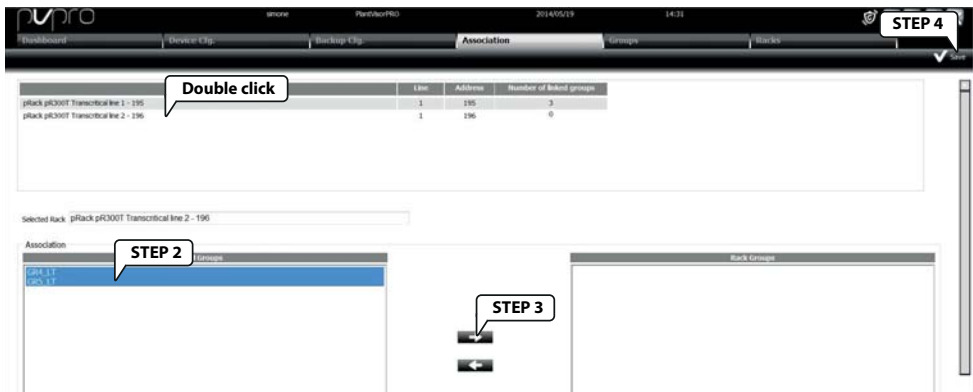 pvpro simone PlantVisorPRO 2014/05/19 14:31
STEP 4
Dashboard Device Cfg. Backup Cfg. Association Groups Racks
Save
Double click
Line Address Number of linked groups
pRack pR300T Transcritical line 1 - 195 1 195 3
pRack pR300T Transcritical line 2 - 196 1 196 0
Selected Rack pRack pR300T Transcritical line 2 - 196
Association
STEP 2
Groups Rack Groups
GR4_LT
GR5_LT
STEP 3